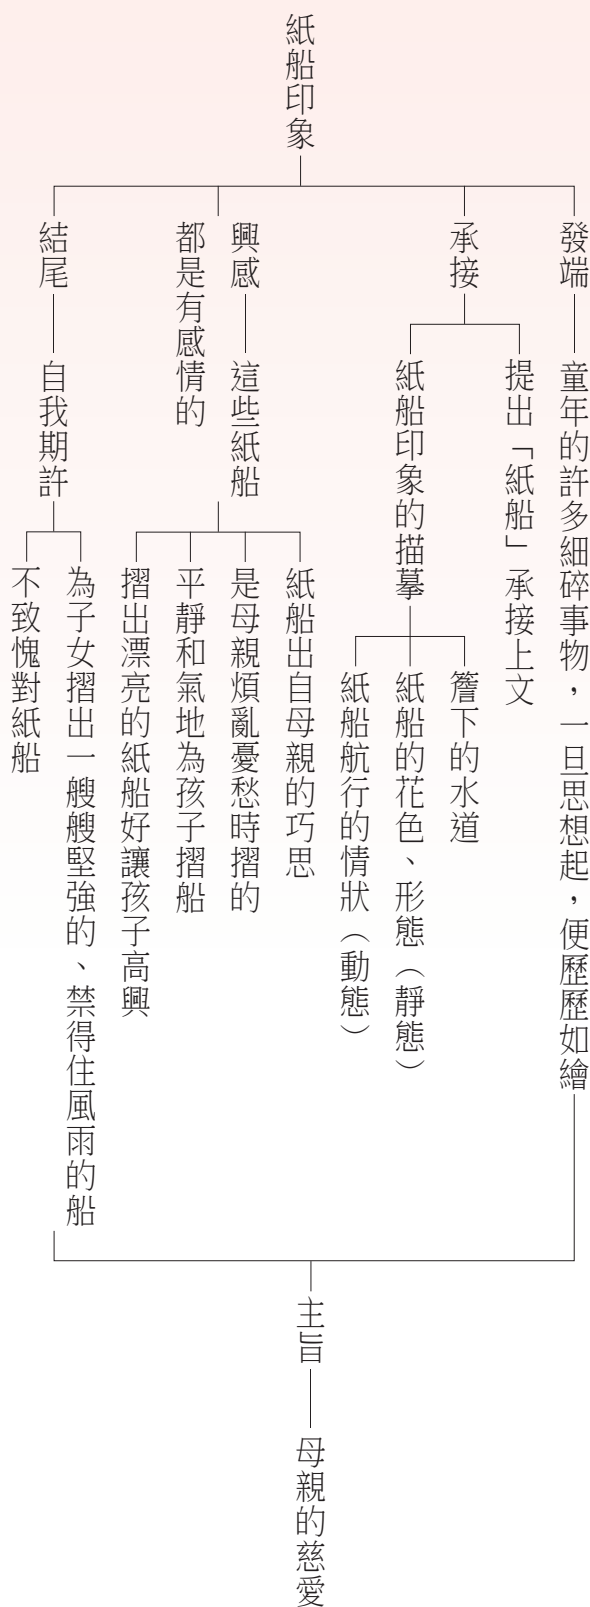 紙船印象
發端
童年的許多細碎事物，一旦思想起，便歷歷如繪
承接
提出「紙船」承接上文
紙船印象的描摹
簷下的水道
紙船的花色、形態（靜態）
紙船航行的情狀（動態）
興感
都是有感情的
這些紙船
紙船出自母親的巧思
是母親煩亂憂愁時摺的
平靜和氣地為孩子摺船
摺出漂亮的紙船好讓孩子高興
結尾
自我期許
為子女摺出一艘艘堅強的、禁得住風雨的船
不致愧對紙船
主旨
母親的慈愛